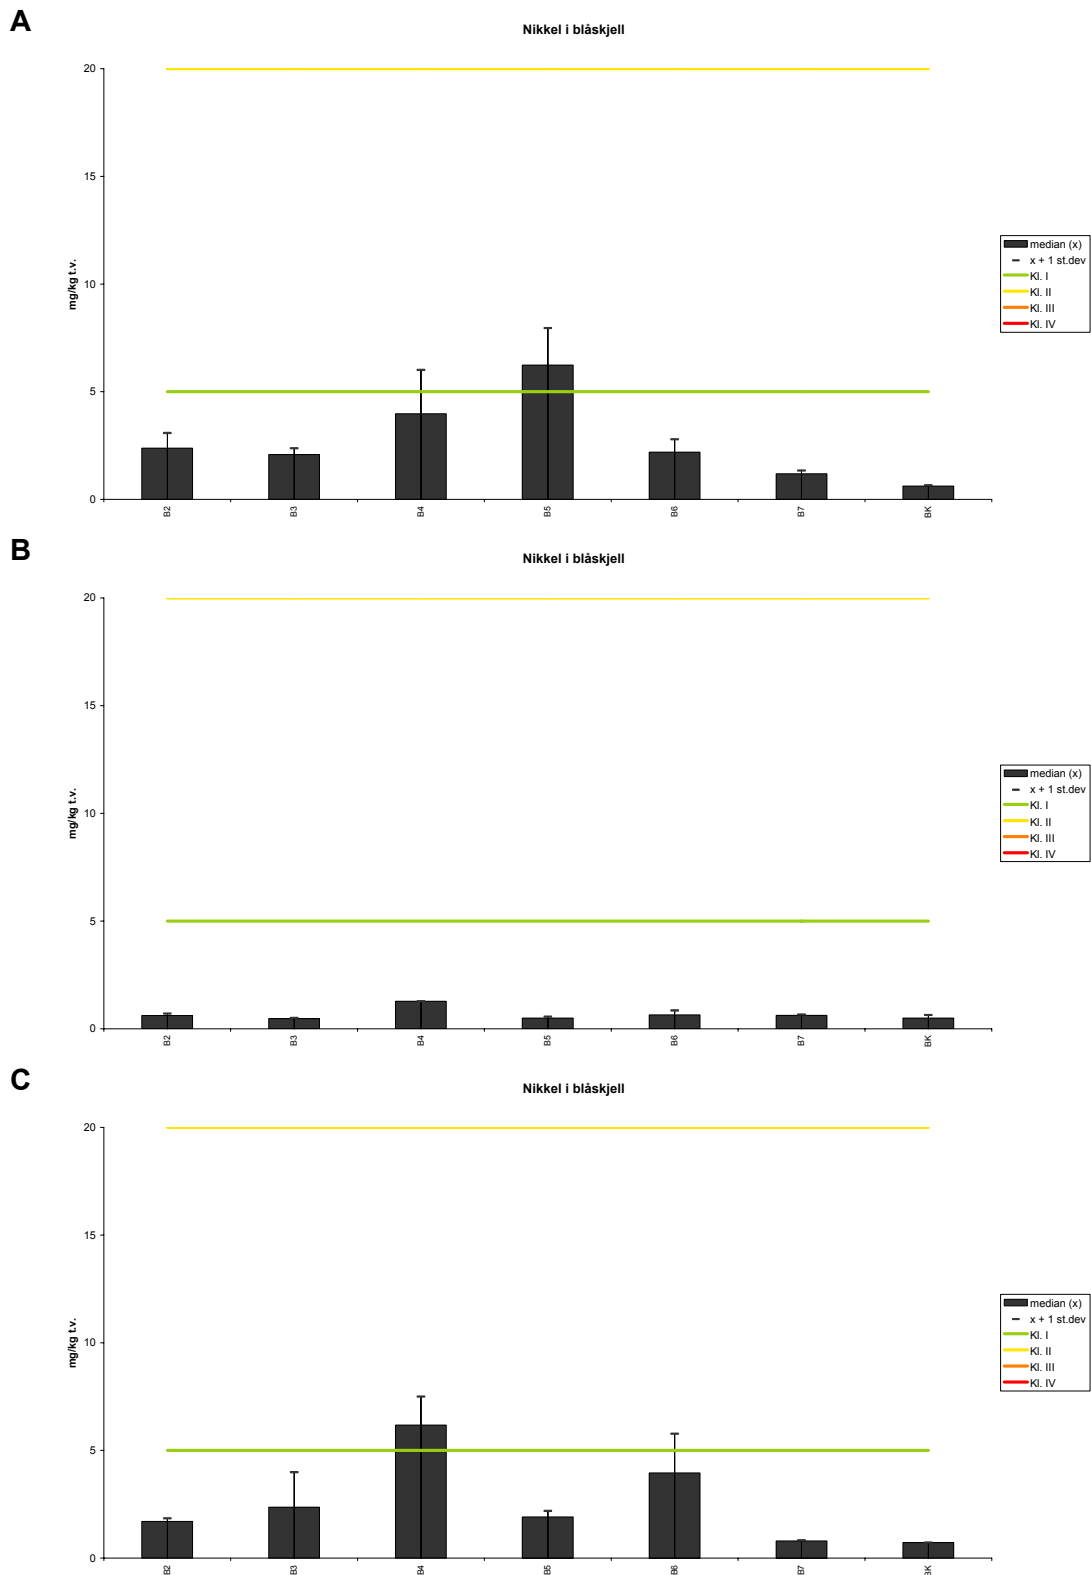 A
Nikkel i blåskjell
20
15
10
5
0
mg/kg t.v.
B2
B3
B4
B5
B6
B7
BK
median (x)
x + 1 st.dev
Kl. I
Kl. II
Kl. III
Kl. IV
B
Nikkel i blåskjell
20
15
10
5
0
mg/kg t.v.
B2
B3
B4
B5
B6
B7
BK
median (x)
x + 1 st.dev
Kl. I
Kl. II
Kl. III
Kl. IV
C
Nikkel i blåskjell
20
15
10
5
0
mg/kg t.v.
B2
B3
B4
B5
B6
B7
BK
median (x)
x + 1 st.dev
Kl. I
Kl. II
Kl. III
Kl. IV